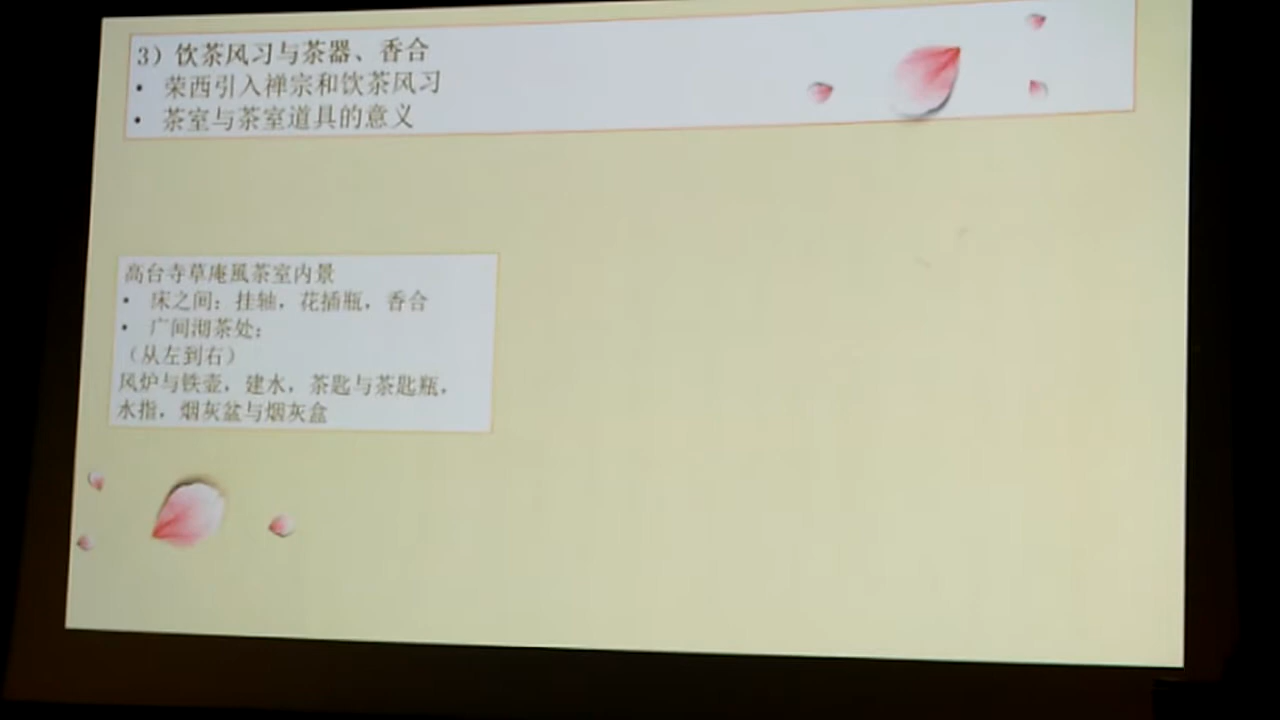 3）饮茶风习与茶器、香合
• 荣西引入禅宗和饮茶风习
• 茶室与茶室道具的意义
高台寺草庵風茶室内景
• 床之间：挂轴，花插瓶，香合
• 广间沏茶处：
（从左到右）
风炉与铁壶，建水，茶匙与茶匙瓶，
水指，烟灰盆与烟灰盒